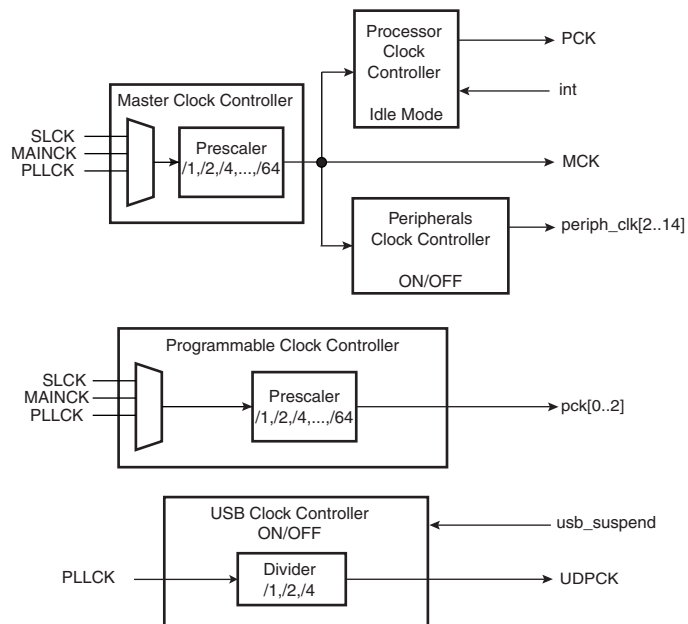 Processor
Clock
Controller
Idle Mode
PCK
int
Master Clock Controller
SLCK
MAINCK
PLLCK
Prescaler
/1,/2,/4,...,/64
MCK
Peripherals
Clock Controller
ON/OFF
periph_clk[2..14]
Programmable Clock Controller
SLCK
MAINCK
PLLCK
Prescaler
/1,/2,/4,...,/64
pck[0..2]
USB Clock Controller
ON/OFF
usb_suspend
PLLCK
Divider
/1,/2,/4
UDPCK